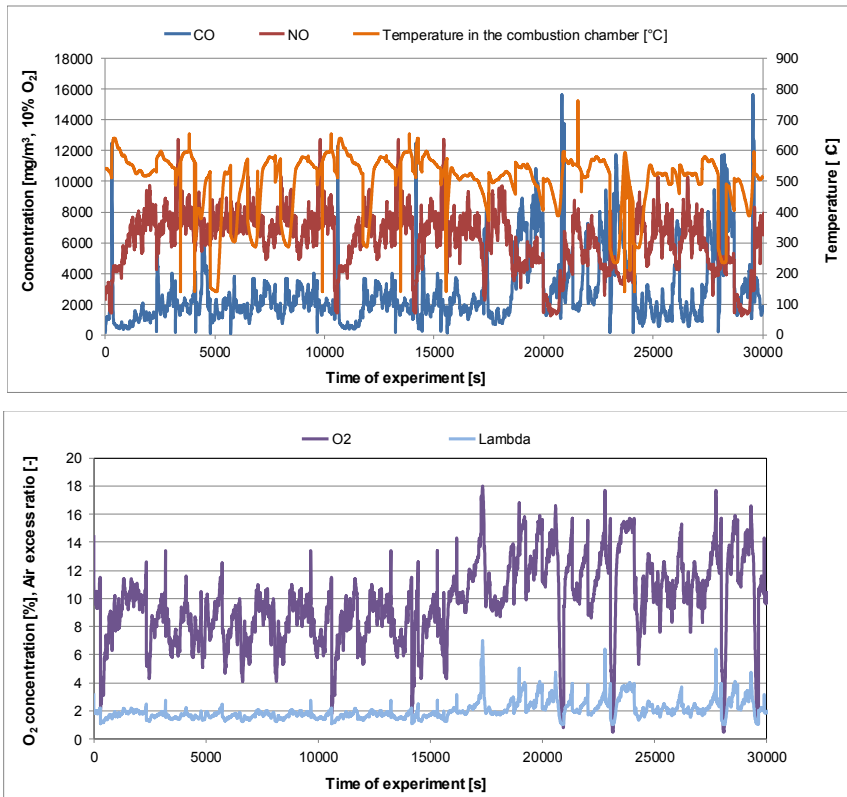 CO NO Temperature in the combustion chamber [°C]
18000 900
16000 800
14000 700
12000 600
10000 500
8000 400
6000 300
4000 200
2000 100
0 0
Concentration [mg/m³, 10% O₂]
Temperature [ C]
0 5000 10000 15000 20000 25000 30000
Time of experiment [s]
O2 Lambda
20
18
16
14
12
10
8
6
4
2
0
O₂ concentration [%], Air excess ratio [-]
0 5000 10000 15000 20000 25000 30000
Time of experiment [s]